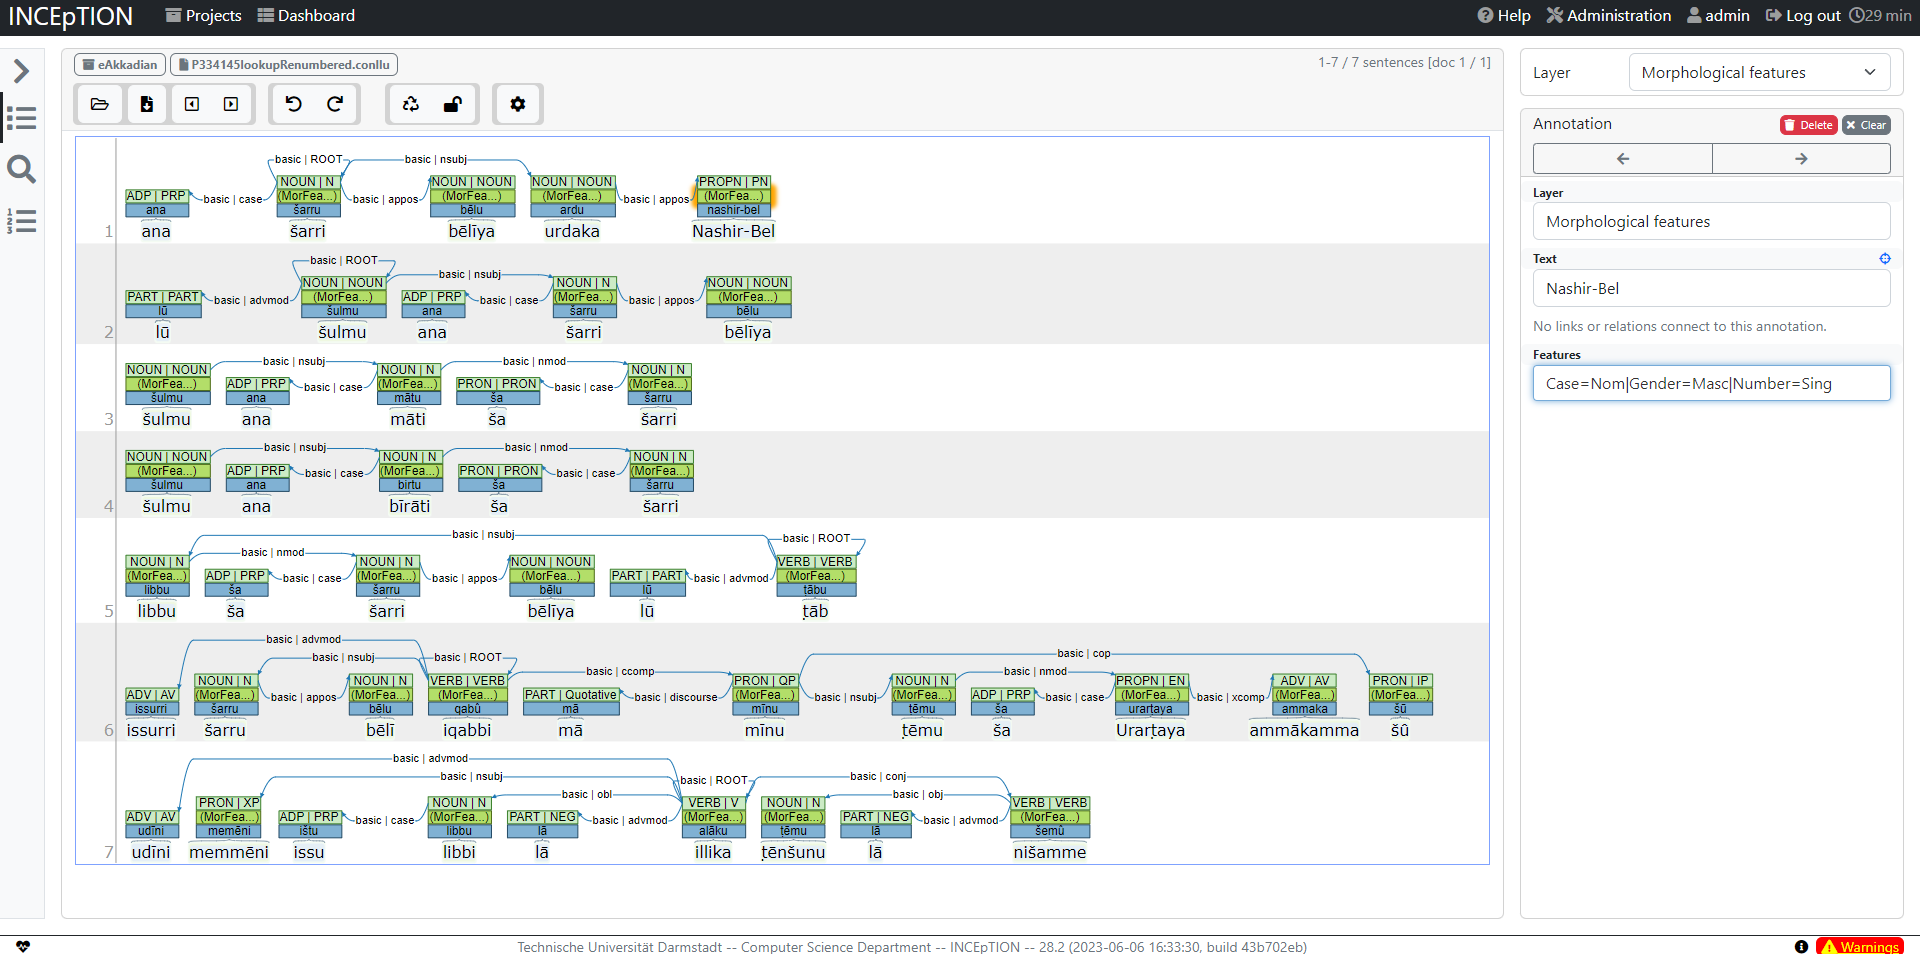 INCEpTION Projects Dashboard Help Administration admin Log out 29 min
eAkkadian P334145lookupRenumbered.conllu 1-7 / 7 sentences [doc 1 / 1]
Layer Morphological features
Annotation Delete Clear
Layer
Morphological features
Text
Nashir-Bel
No links or relations connect to this annotation.
Features
Case=Nom|Gender=Masc|Number=Sing
basic | ROOT basic | nsubj
NOUN | N NOUN | NOUN NOUN | NOUN PROPN | PN
ADP | PRP basic | case (MorFea...) basic | appos (MorFea...) (MorFea...) basic | appos (MorFea...)
ana šarru bēlu ardu nashir-bel
1 ana šarri bēlīya urdaka Nashir-Bel
basic | ROOT basic | nsubj
NOUN | NOUN NOUN | N NOUN | NOUN
PART | PART basic | advmod (MorFea...) ADP | PRP basic | case (MorFea...) basic | appos (MorFea...)
lū šulmu ana šarru bēlu
2 lū šulmu ana šarri bēlīya
basic | nsubj basic | nmod
NOUN | NOUN NOUN | N NOUN | N
(MorFea...) ADP | PRP basic | case (MorFea...) PRON | PRON basic | case (MorFea...)
šulmu ana mātu ša šarru
3 šulmu ana māti ša šarri
basic | nsubj basic | nmod
NOUN | NOUN NOUN | N NOUN | N
(MorFea...) ADP | PRP basic | case (MorFea...) PRON | PRON basic | case (MorFea...)
šulmu ana birtu ša šarru
4 šulmu ana bīrāti ša šarri
basic | nsubj basic | ROOT
basic | nmod
NOUN | N NOUN | N NOUN | NOUN VERB | VERB
(MorFea...) ADP | PRP basic | case (MorFea...) basic | appos (MorFea...) PART | PART basic | advmod (MorFea...)
libbu ša šarru bēlu lū ṭābu
5 libbu ša šarri bēlīya lū ṭāb
basic | advmod basic | cop
basic | nsubj basic | ROOT basic | ccomp basic | nmod
NOUN | N NOUN | N VERB | VERB PRON | QP NOUN | N PROPN | EN ADV | AV PRON | IP
ADV | AV (MorFea...) basic | appos (MorFea...) (MorFea...) PART | Quotative basic | discourse (MorFea...) basic | nsubj (MorFea...) ADP | PRP basic | case (MorFea...) basic | xcomp (MorFea...) (MorFea...)
issurri šarru bēlu qabû mā mīnu ṭēmu ša urarṭaya ammaka šū
6 issurri šarru bēlī iqabbi mā mīnu ṭēmu ša Urarṭaya ammākamma šû
basic | advmod
basic | nsubj basic | ROOT basic | conj
basic | obl basic | obj
PRON | XP NOUN | N VERB | V NOUN | N VERB | VERB
ADV | AV (MorFea...) ADP | PRP basic | case (MorFea...) PART | NEG basic | advmod (MorFea...) (MorFea...) PART | NEG basic | advmod (MorFea...)
udīni memēni ištu libbu lā alāku ṭēmu lā šemû
7 udīni memmēni issu libbi lā illika ṭēnšunu lā nišamme
Technische Universität Darmstadt -- Computer Science Department -- INCEpTION -- 28.2 (2023-06-06 16:33:30, build 43b702eb) Warnings